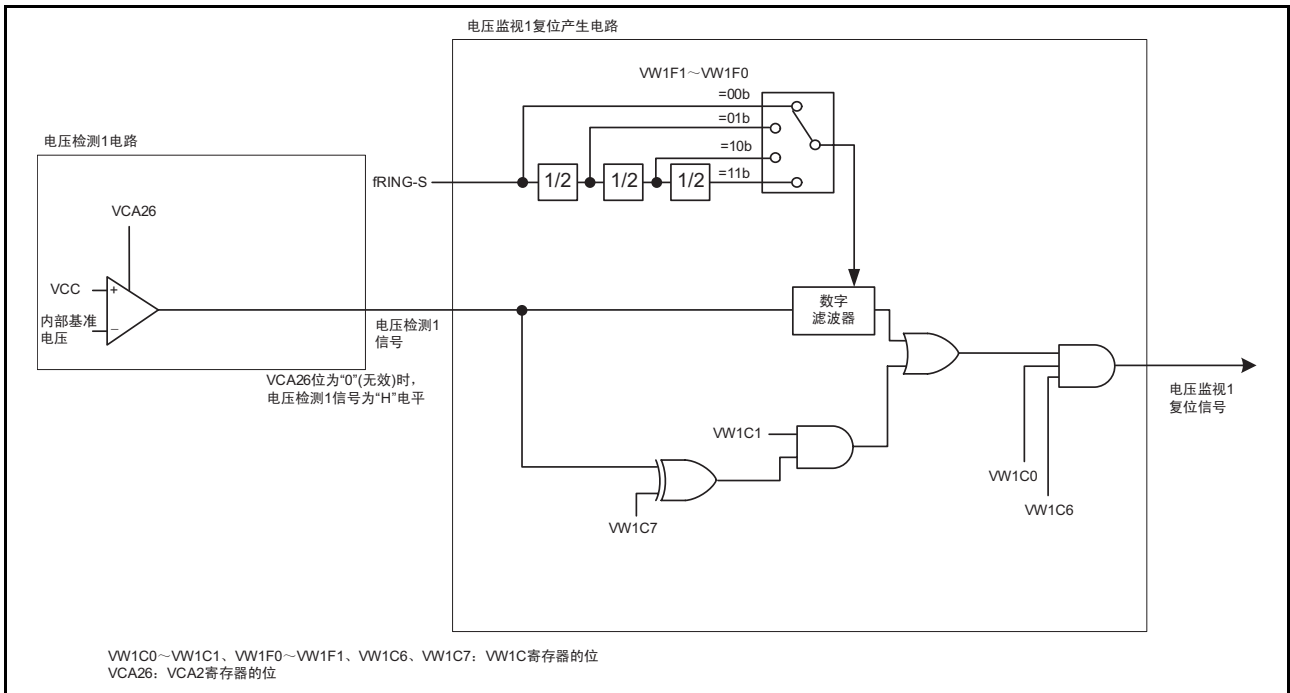 电压监视1复位产生电路
VW1F1～VW1F0
=00b
=01b
=10b
=11b
电压检测1电路
fRING-S
1/2
1/2
1/2
VCA26
VCC
+
内部基准
电压
−
电压检测1
信号
数字
滤波器
VCA26位为“0”(无效)时，
电压检测1信号为“H”电平
电压监视1
复位信号
VW1C1
VW1C0
VW1C6
VW1C7
VW1C0～VW1C1、VW1F0～VW1F1、VW1C6、VW1C7：VW1C寄存器的位
VCA26：VCA2寄存器的位